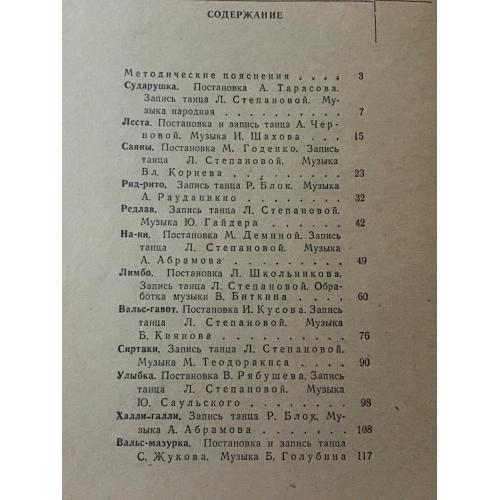 СОДЕРЖАНИЕ
Методические пояснения . . . . 3
Сударушка. Постановка А. Тарасова.
Запись танца Л. Степановой. Му-
зыка народная . . . . . . . . . 7
Леста. Постановка и запись танца А. Чер-
новой. Музыка И. Шахова . . . 15
Саяны. Постановка М. Годенко. Запись
танца Л. Степановой. Музыка
Вл. Корнева . . . . . . . . . 23
Рид-рито. Запись танца Р. Блок. Музыка
А. Рауданикио . . . . . . . . 32
Редлав. Запись танца Л. Степановой.
Музыка Ю. Гайдера . . . . . . 42
На-ни. Постановка М. Деминой. Запись
танца Л. Степановой. Музыка
А. Абрамова . . . . . . . . . 49
Лимбо. Постановка Л. Школьникова.
Запись танца Л. Степановой. Обра-
ботка музыки В. Биткина . . . . 60
Вальс-гавот. Постановка И. Кусова. Запись
танца Л. Степановой. Музыка
Б. Киянова . . . . . . . . . 76
Сиртаки. Запись танца Л. Степановой.
Музыка М. Теодоракиса . . . . 90
Улыбка. Постановка В. Рябушева. Запись
танца Л. Степановой. Музыка
Ю. Саульского . . . . . . . . 98
Халли-галли. Запись танца Р. Блок. Му-
зыка А. Абрамова . . . . . . . 108
Вальс-мазурка. Постановка и запись танца
С. Жукова. Музыка Б. Голубина 117